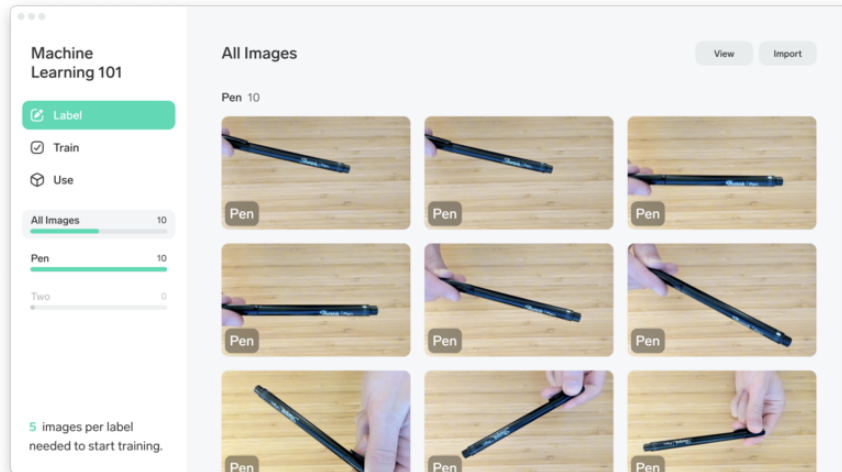 Machine
Learning 101
Label
Train
Use
All Images 10
Pen 10
Two 0
5 images per label
needed to start training.
All Images
View
Import
Pen 10
Pen
Pen
Pen
Pen
Pen
Pen
Pen
Pen
Pen